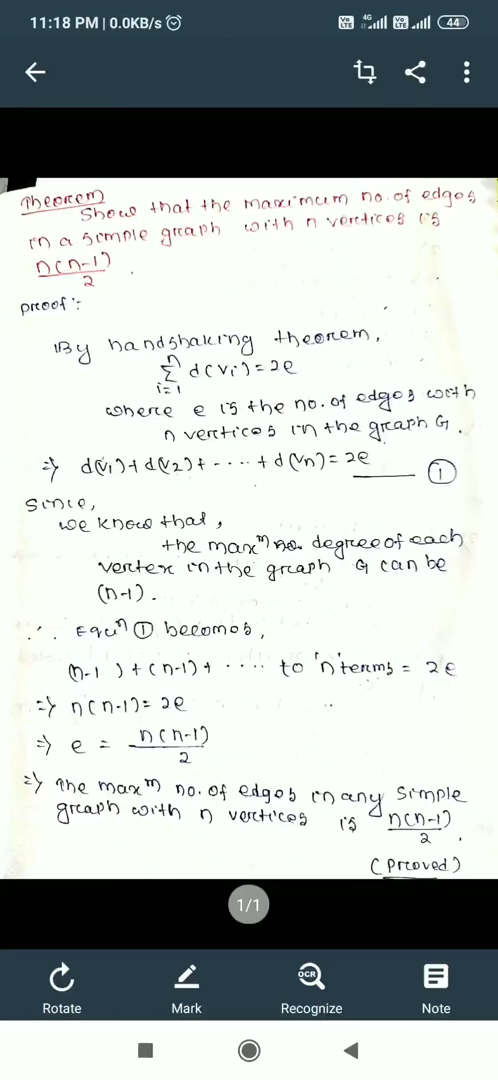 11:18 PM | 0.0KB/s
4G
44
Theorem
Show that the maximum no. of edges
in a simple graph with n vertices is
n(n-1)/2 .
proof :
By handshaking theorem,
n∑i=1 d(vi) = 2e
where e is the no. of edges with
n vertices in the graph G.
⇒ d(v1) + d(v2) + ---- + d(vn) = 2e ——— ①
Since,
we know that,
the maxm no. degree of each
vertex in the graph G can be
(n-1).
∴ Equn ① becomes,
(n-1) + (n-1) + ---- to 'n' terms = 2e
⇒ n(n-1) = 2e
⇒ e = n(n-1)/2
⇒ The maxm no. of edges in any simple
graph with n vertices is n(n-1)/2 .
(Proved)
1/1
Rotate Mark Recognize Note